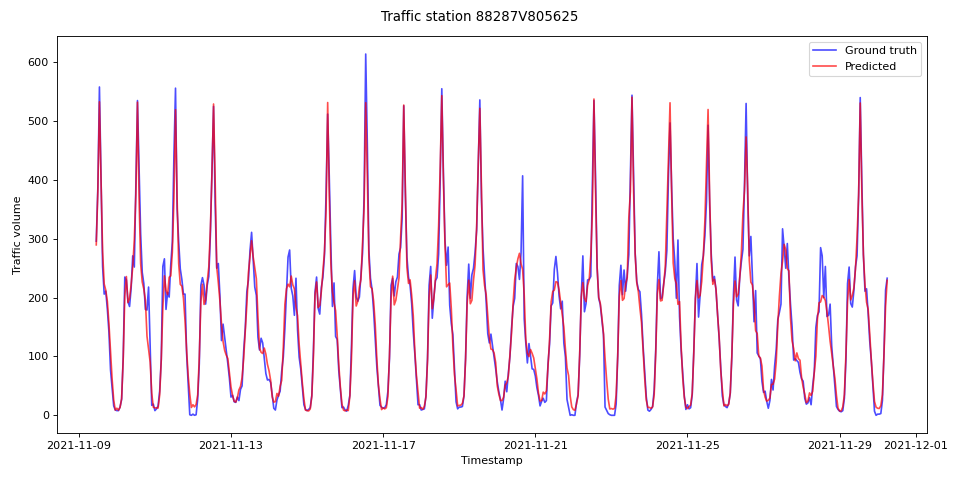 Traffic station 88287V805625
Ground truth
Predicted
Traffic volume
600
500
400
300
200
100
0
2021-11-09
2021-11-13
2021-11-17
2021-11-21
2021-11-25
2021-11-29
2021-12-01
Timestamp